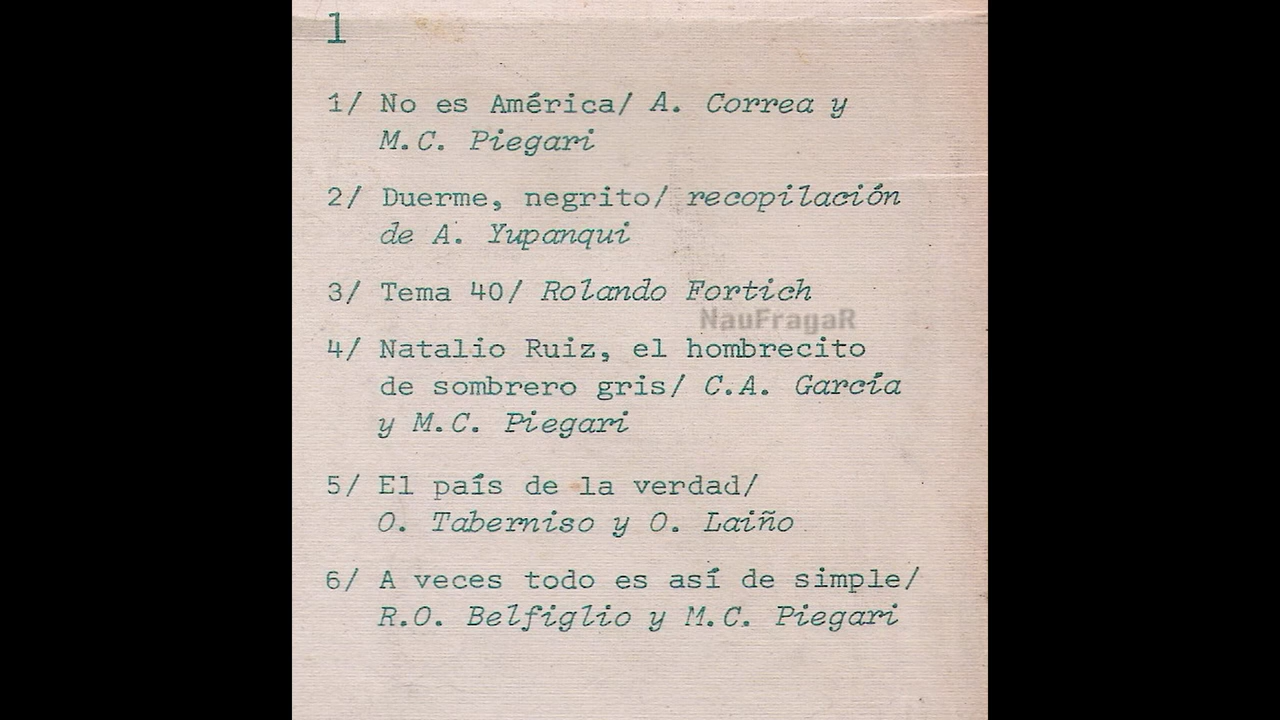 1
1/ No es América/ A. Correa y
M.C. Piegari
2/ Duerme, negrito/ recopilación
de A. Yupanqui
3/ Tema 40/ Rolando Fortich
NauFragaR
4/ Natalio Ruiz, el hombrecito
de sombrero gris/ C.A. García
y M.C. Piegari
5/ El país de la verdad/
O. Taberniso y O. Laiño
6/ A veces todo es así de simple/
R.O. Belfiglio y M.C. Piegari